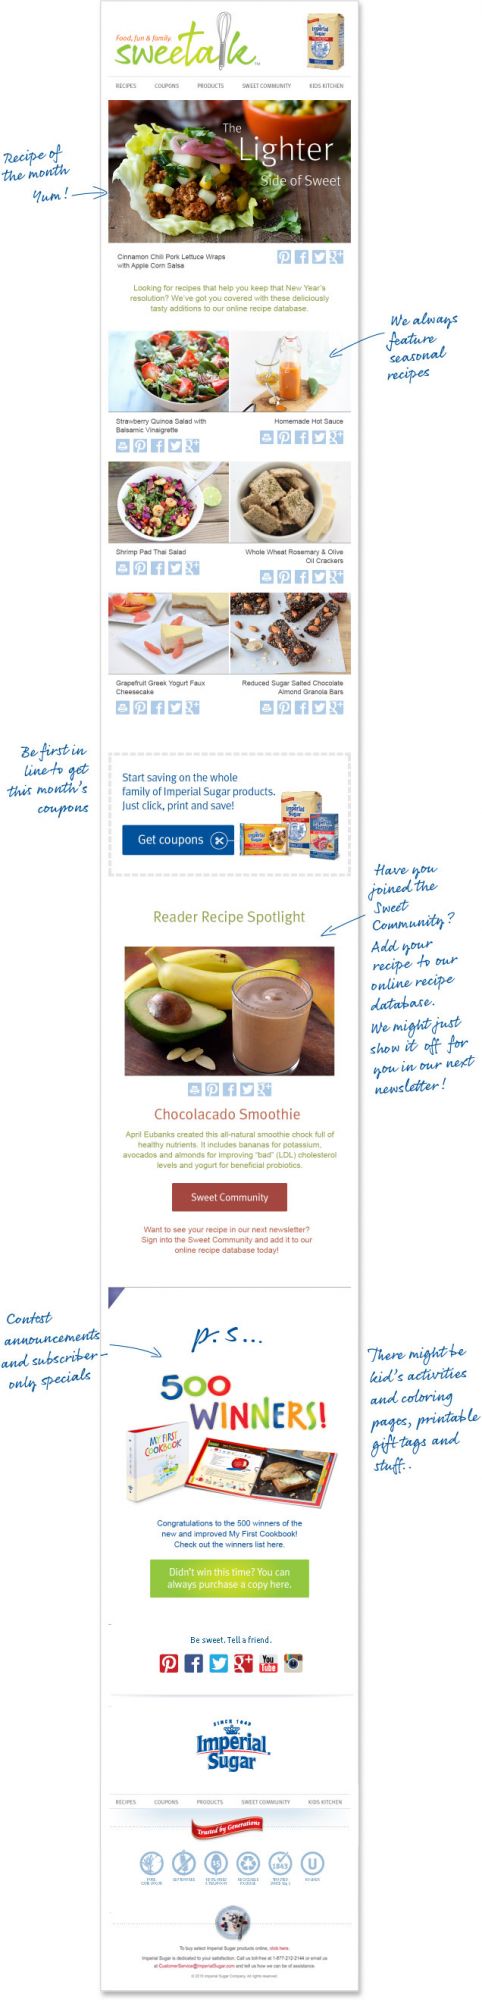 Food, fun & family.
sweetalk
Imperial
Sugar
RECIPES COUPONS PRODUCTS SWEET COMMUNITY KIDS KITCHEN
The
Lighter
Side of Sweet
Recipe of
the month
Yum!
Cinnamon Chili Pork Lettuce Wraps
with Apple Corn Salsa
Looking for recipes that help you keep that New Year's
resolution? We've got you covered with these deliciously
tasty additions to our online recipe database.
We always
feature
seasonal
recipes
Strawberry Quinoa Salad with
Balsamic Vinaigrette
Homemade Hot Sauce
Shrimp Pad Thai Salad
Whole Wheat Rosemary & Olive
Oil Crackers
Grapefruit Greek Yogurt Faux
Cheesecake
Reduced Sugar Salted Chocolate
Almond Granola Bars
Be first in
line to get
this month's
coupons
Start saving on the whole
family of Imperial Sugar products.
Just click, print and save!
Get coupons
Imperial
Sugar
Have you
joined the
Sweet
Community?
Add your
recipe to our
online recipe
database.
We might just
show it off for
you in our next
newsletter!
Reader Recipe Spotlight
Chocolacado Smoothie
April Eubanks created this all-natural smoothie chock full of
healthy nutrients. It includes bananas for potassium,
avocados and almonds for improving "bad" (LDL) cholesterol
levels and yogurt for beneficial probiotics.
Sweet Community
Want to see your recipe in our next newsletter?
Sign into the Sweet Community and add it to our
online recipe database today!
Contest
announcements
and subscriber-
only specials
p.s...
500
WINNERS!
MY FIRST
COOKBOOK
There might be
kid's activities
and coloring
pages, printable
gift tags and
stuff..
Congratulations to the 500 winners of the
new and improved My First Cookbook!
Check out the winners list here.
Didn't win this time? You can
always purchase a copy here.
Be sweet. Tell a friend.
You
Tube
SINCE 1843
Imperial
Sugar
RECIPES COUPONS PRODUCTS SWEET COMMUNITY KIDS KITCHEN
Trusted by Generations
15
1843
U
To buy select Imperial Sugar products online, click here.
Imperial Sugar is dedicated to your satisfaction. Call us toll-free at 1-877-212-2144 or email us
at CustomerService@ImperialSugar.com and tell us how we can be of assistance.
Imperial Sugar Company. All rights reserved.